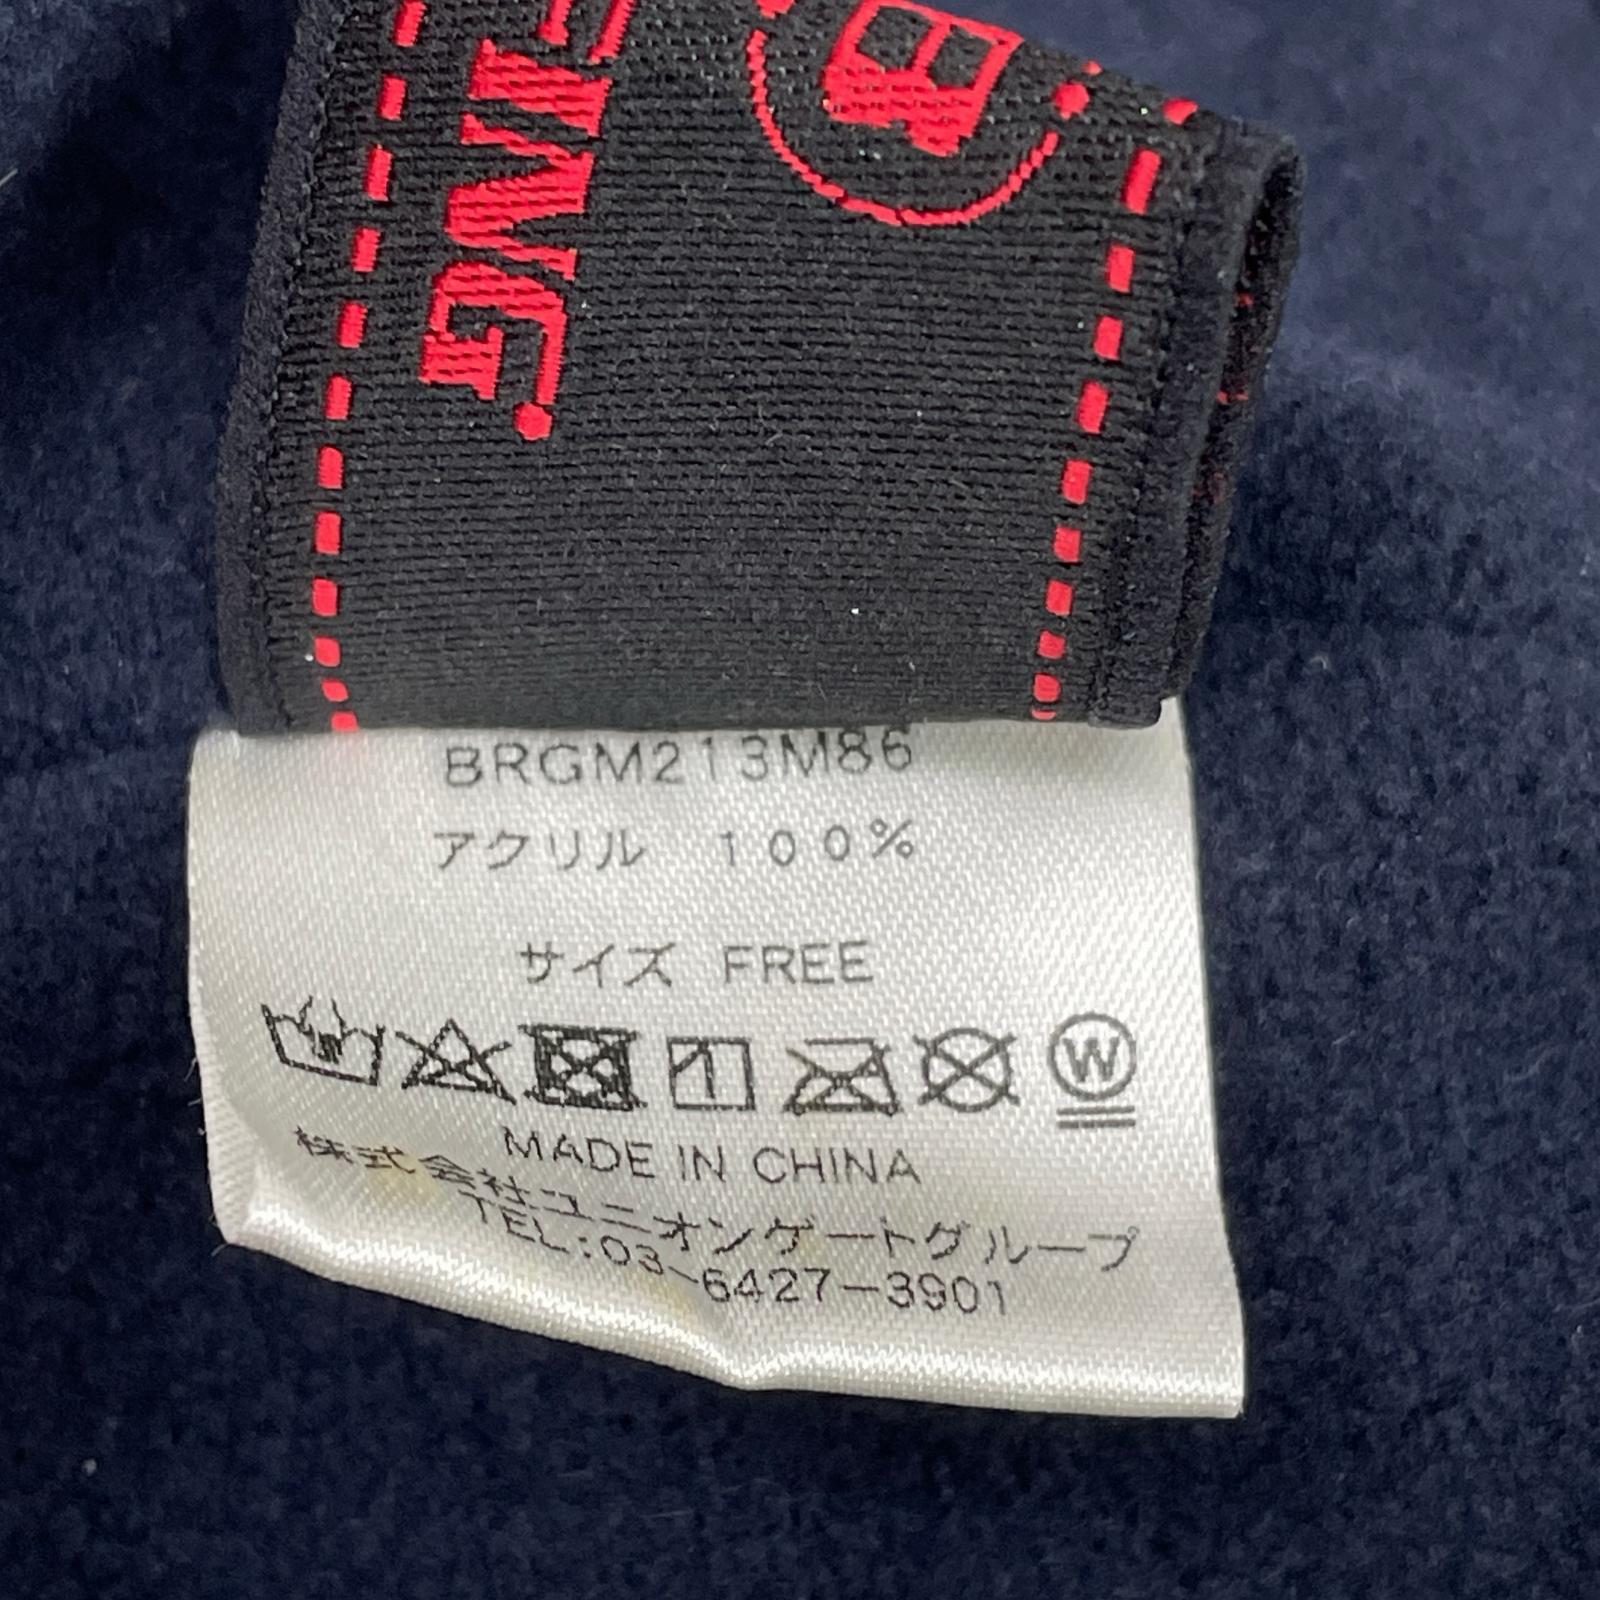 BRGM213M86
アクリル 100%
サイズ FREE
W
MADE IN CHINA
株式会社ユニオンゲートグループ
TEL:03-6427-3901